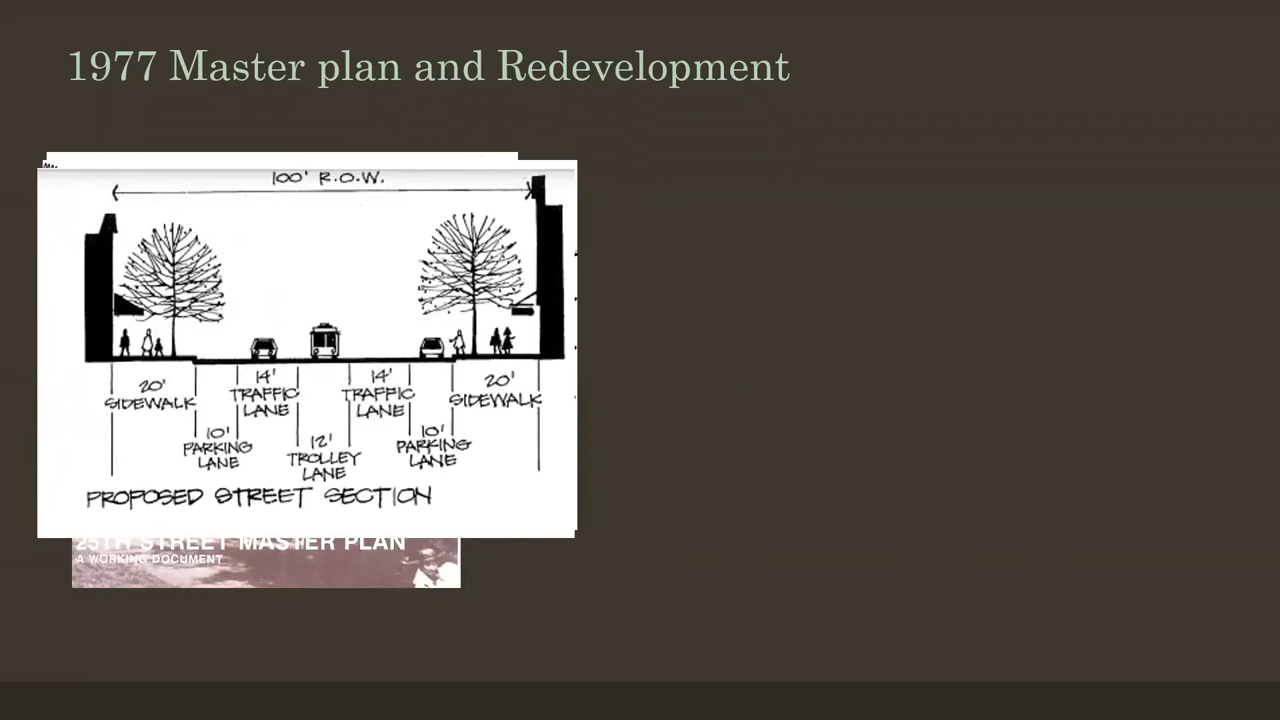 1977 Master plan and Redevelopment
100' R.O.W.
20'
SIDEWALK
10'
PARKING
LANE
14'
TRAFFIC
LANE
12'
TROLLEY
LANE
14'
TRAFFIC
LANE
10'
PARKING
LANE
20'
SIDEWALK
PROPOSED STREET SECTION
25TH STREET MASTER PLAN
A WORKING DOCUMENT